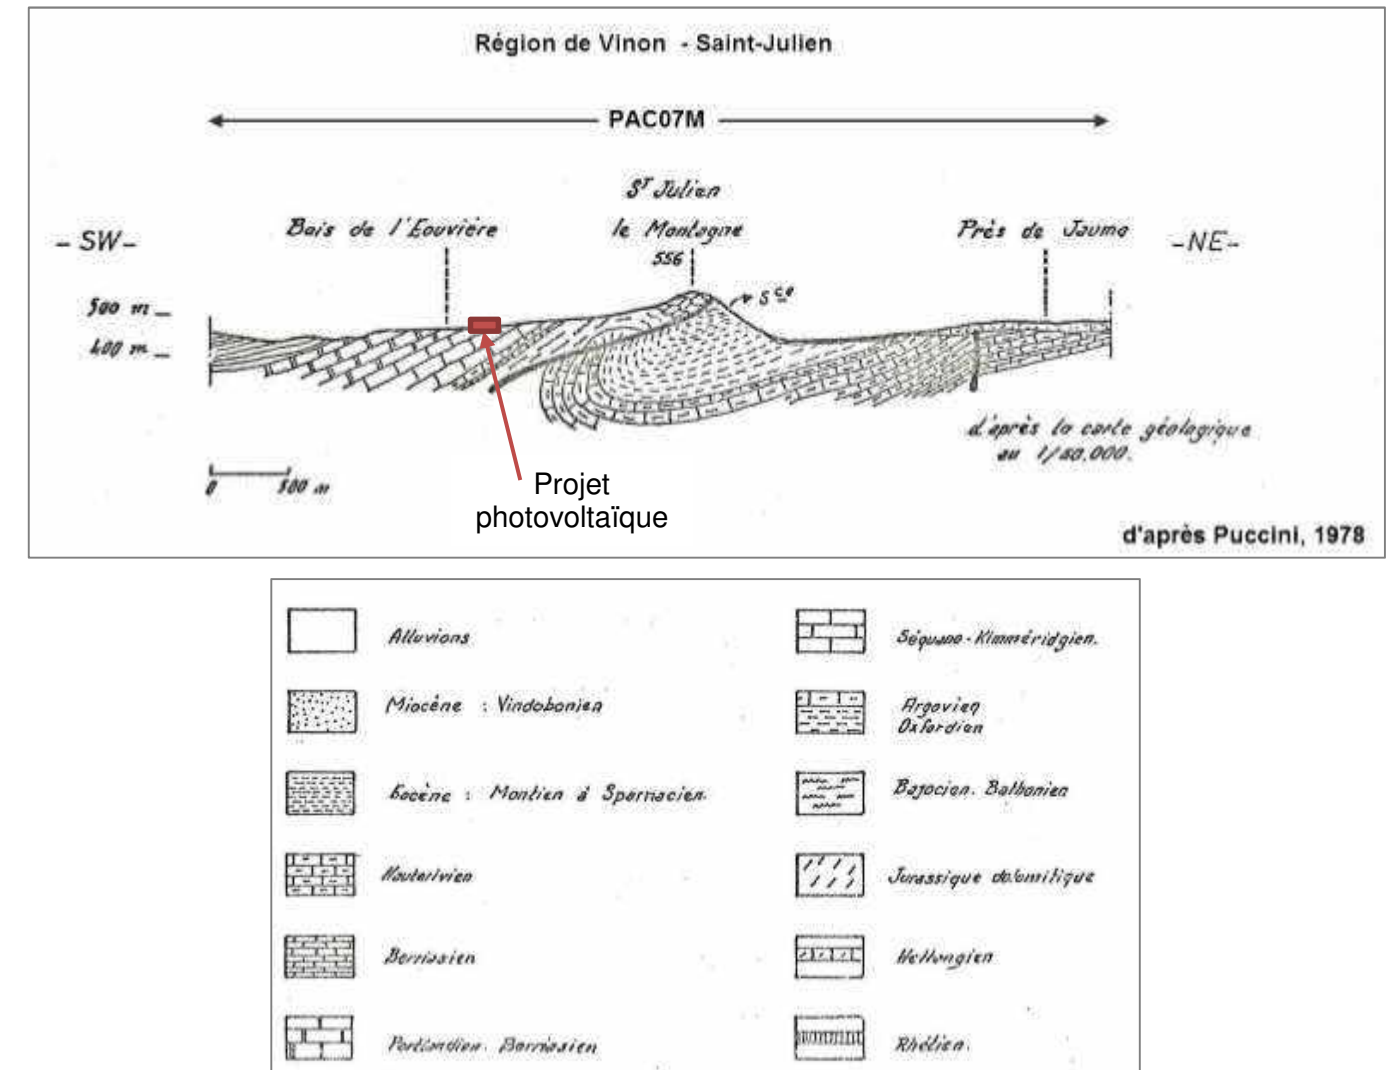 Région de Vinon - Saint-Julien
PAC07M
Sᵗ Julien
le Montagne
556
Bois de l'Eouvière
Près de Jauma
- SW -
- NE -
Sce
500 m
400 m
0 500 m
Projet
photovoltaïque
d'après la carte géologique
au 1/50.000.
d'après Puccini, 1978
Alluvions
Miocène : Vindobonien
Eocène : Montien à Sparnacien.
Hauterivien
Berriasien
Portlandien. Berriasien
Séquano-Kimméridgien.
Argovien
Oxfordien
Bajocien. Bathonien
Jurassique dolomitique
Hettangien
Rhétien.